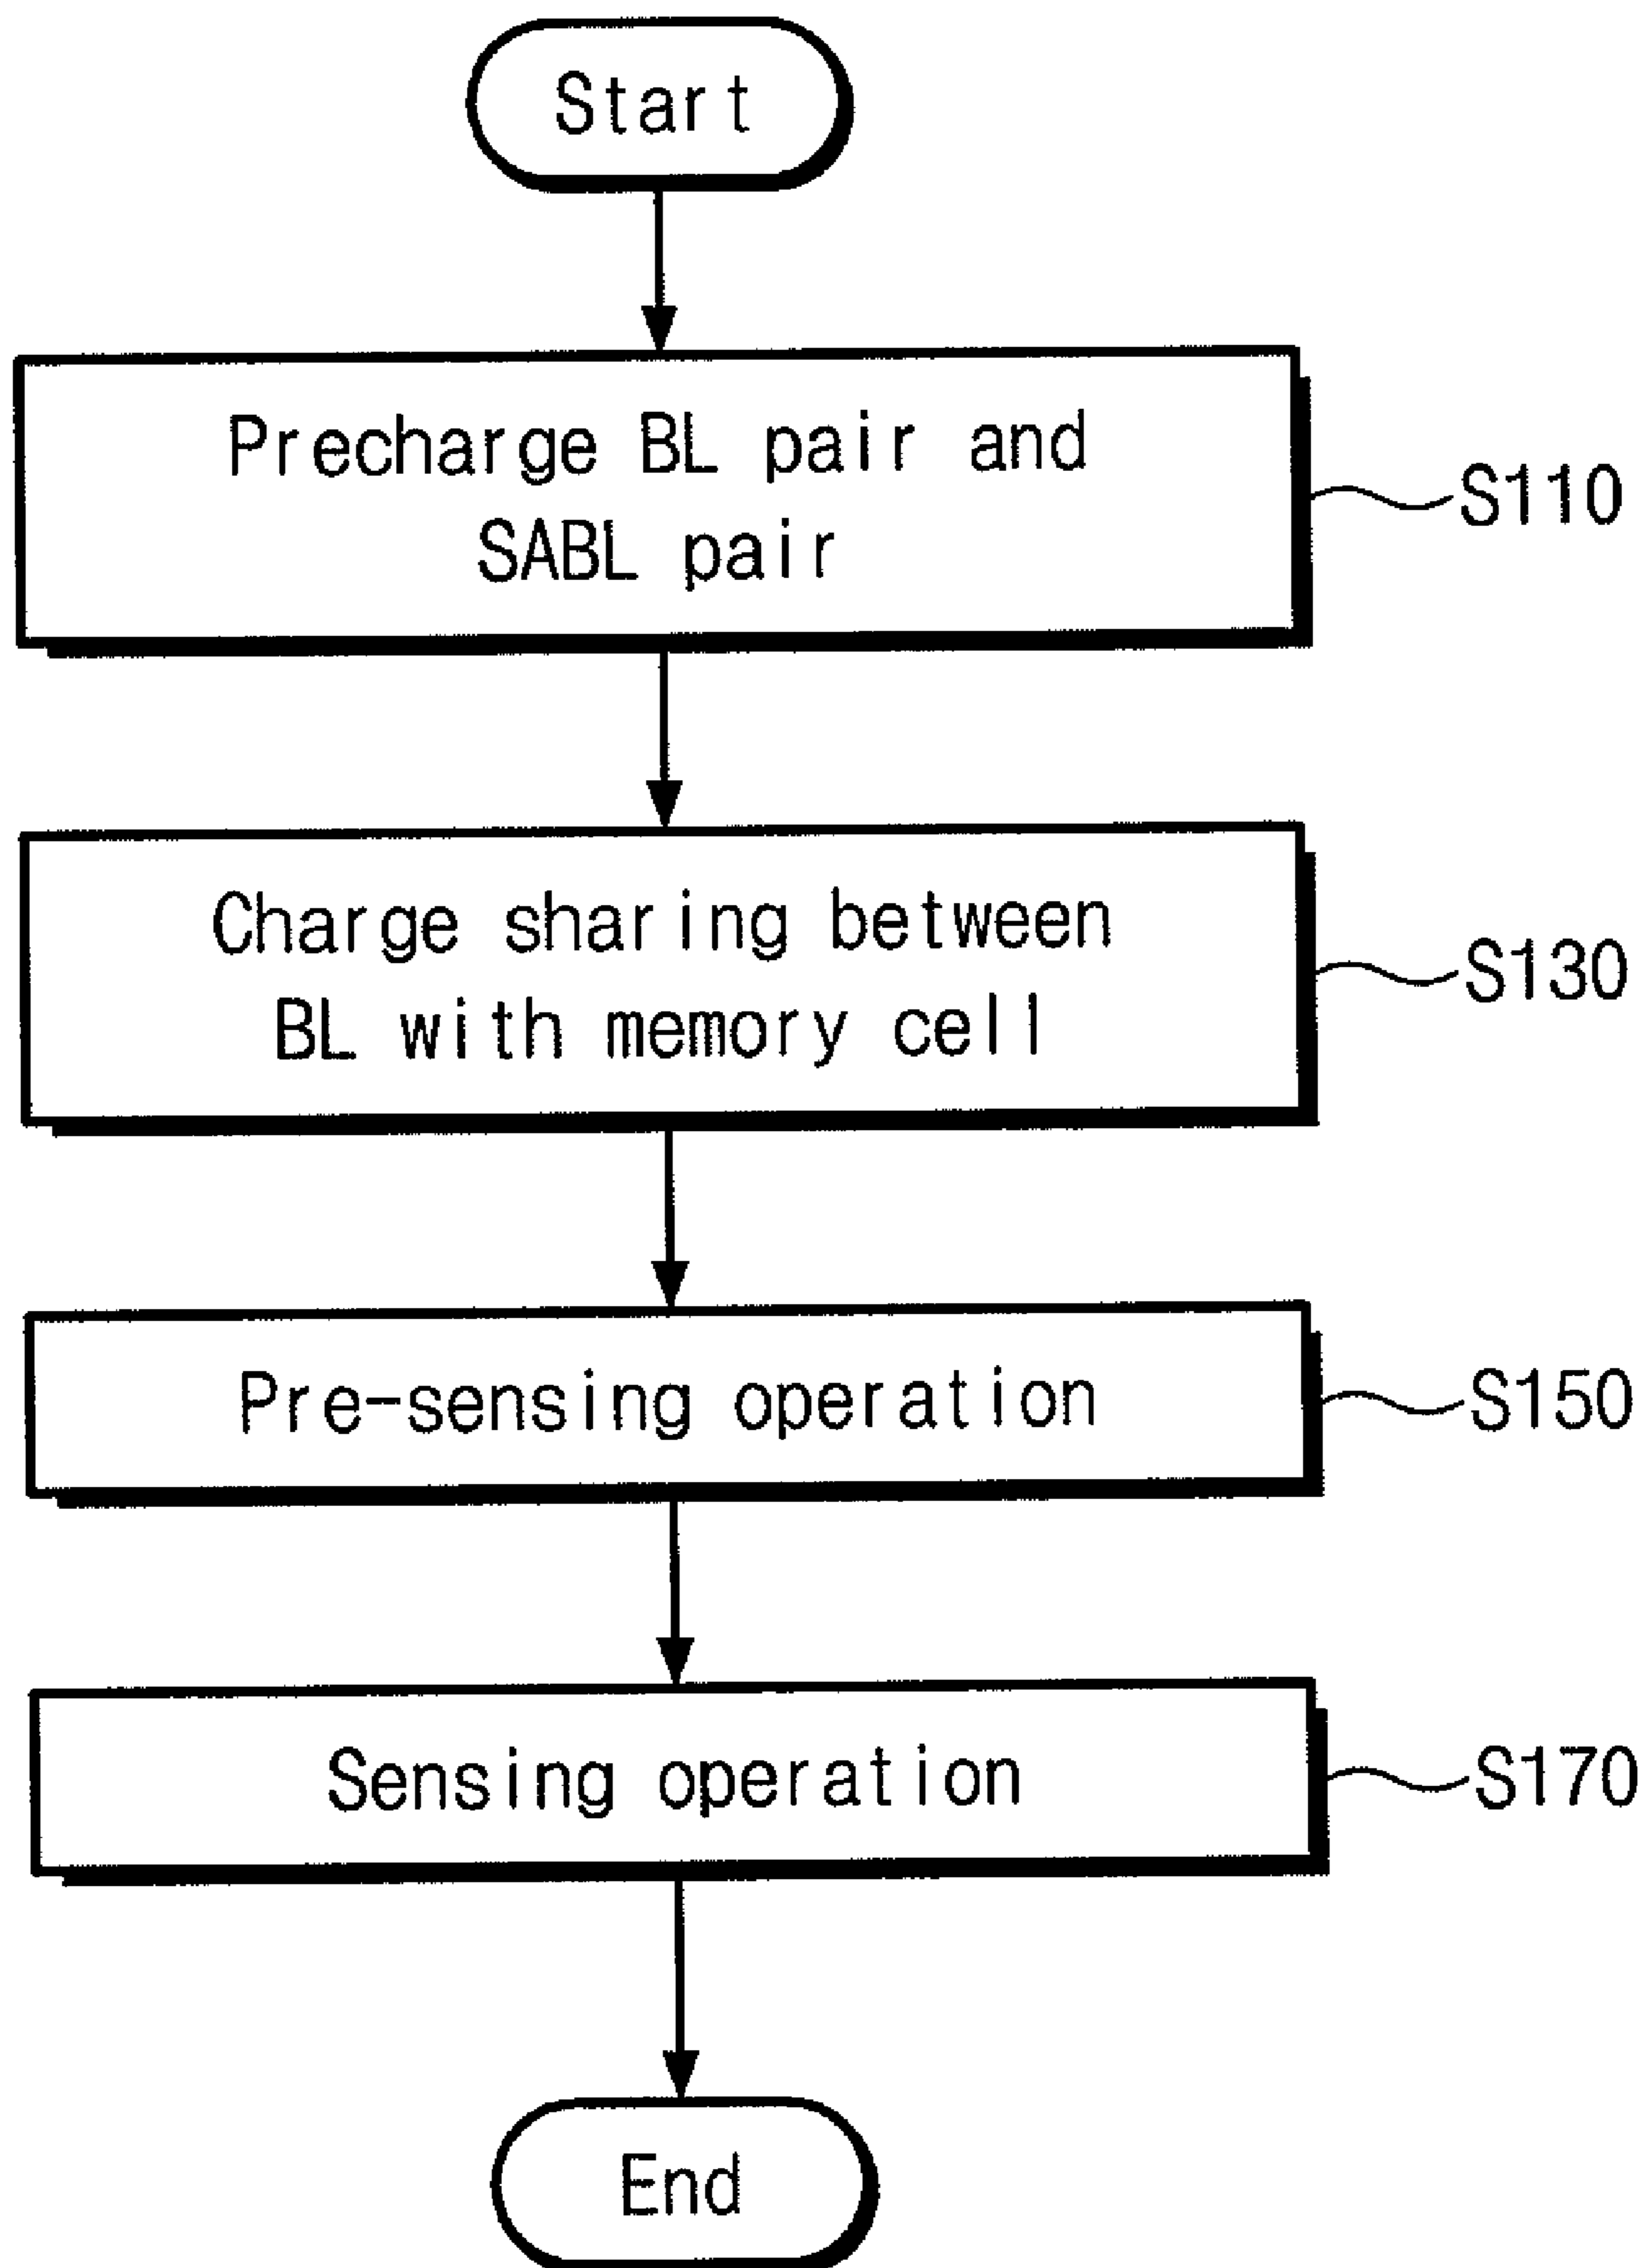 Start
Precharge BL pair and
SABL pair
S110
Charge sharing between
BL with memory cell
S130
Pre-sensing operation
S150
Sensing operation
S170
End